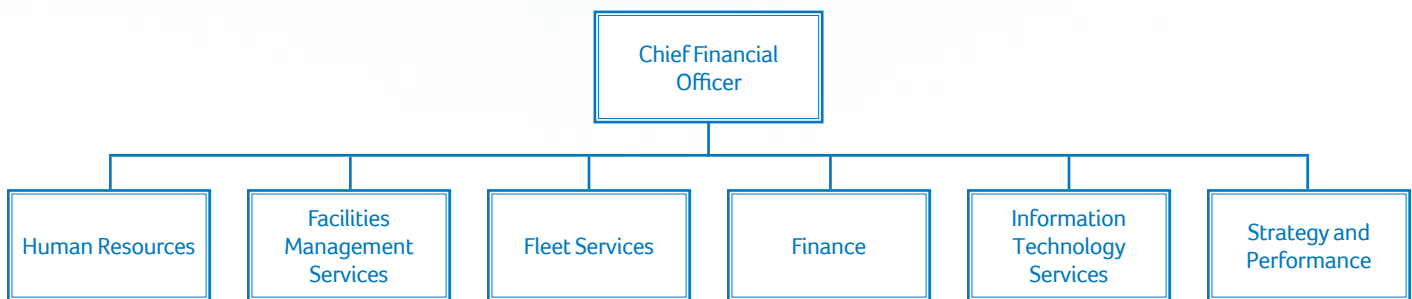 Chief Financial
Officer
Human Resources
Facilities
Management
Services
Fleet Services
Finance
Information
Technology
Services
Strategy and
Performance